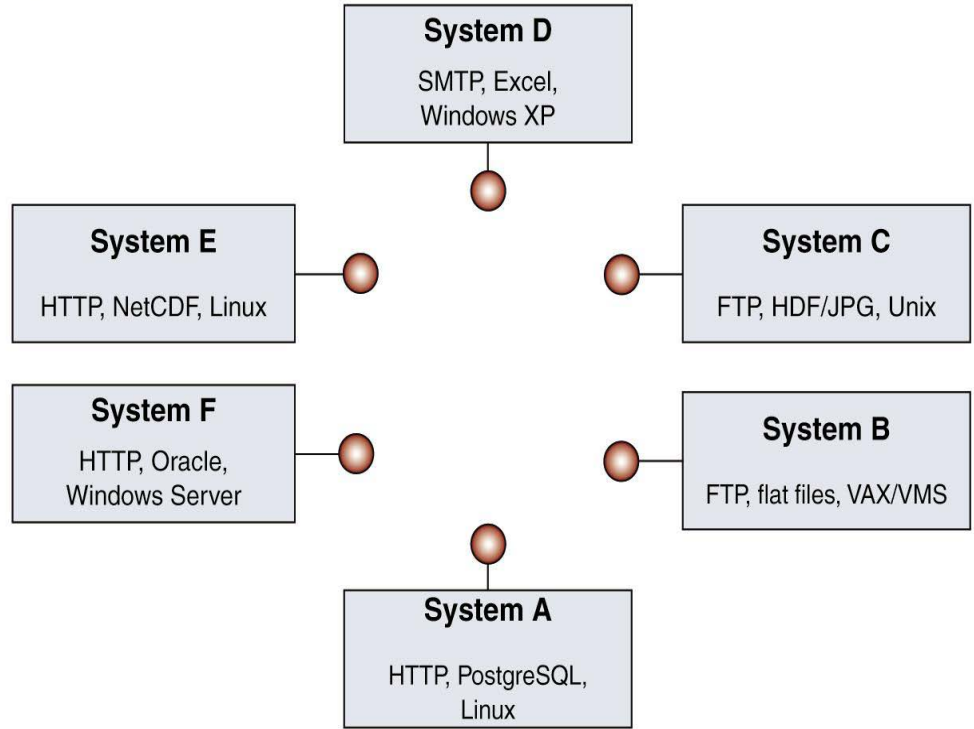 System D
SMTP, Excel,
Windows XP
System E
HTTP, NetCDF, Linux
System C
FTP, HDF/JPG, Unix
System F
HTTP, Oracle,
Windows Server
System B
FTP, flat files, VAX/VMS
System A
HTTP, PostgreSQL,
Linux